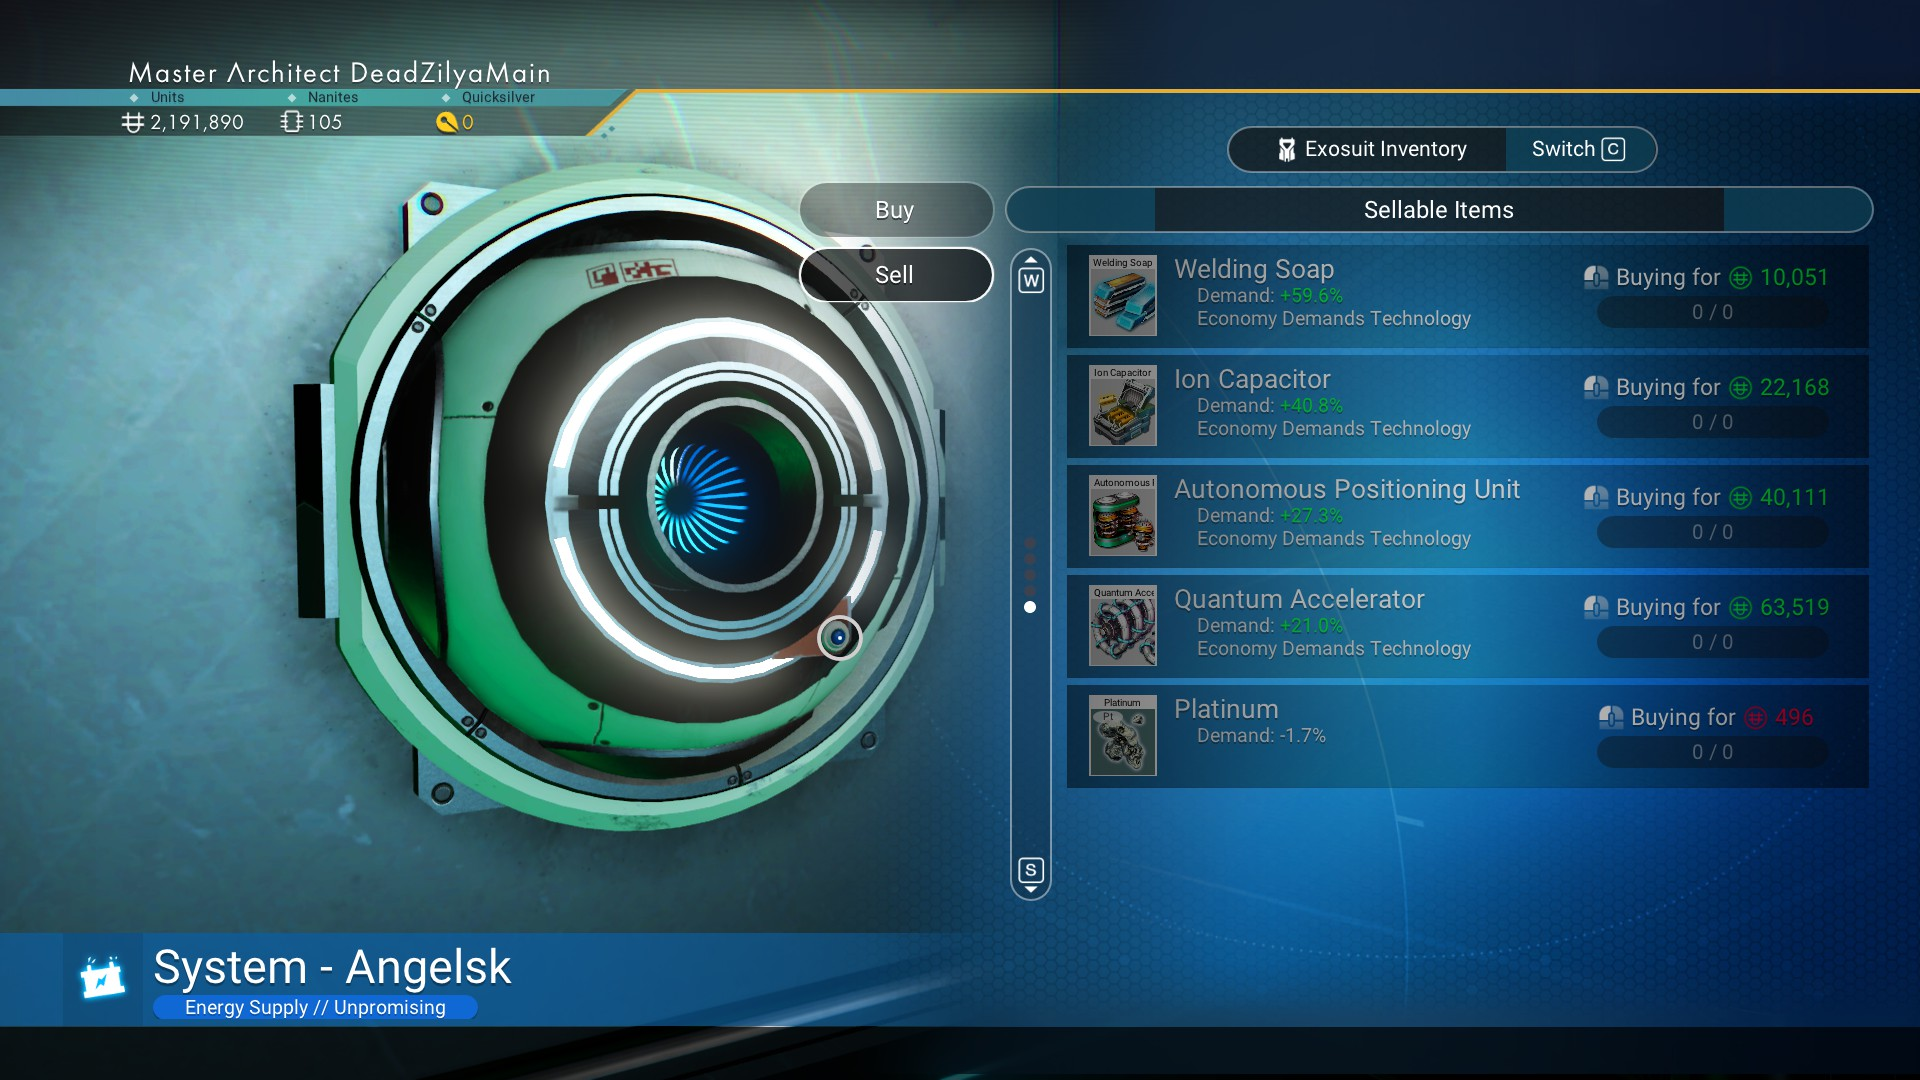 Master Architect DeadZilyaMain
Units Nanites Quicksilver
2,191,890 105 0
Exosuit Inventory Switch C
Buy
Sellable Items
Sell
W
Welding Soap
Welding Soap
Demand: +59.6%
Economy Demands Technology
Buying for 10,051
0 / 0
Ion Capacitor
Ion Capacitor
Demand: +40.8%
Economy Demands Technology
Buying for 22,168
0 / 0
Autonomous
Autonomous Positioning Unit
Demand: +27.3%
Economy Demands Technology
Buying for 40,111
0 / 0
Quantum Acce
Quantum Accelerator
Demand: +21.0%
Economy Demands Technology
Buying for 63,519
0 / 0
Platinum
Pt
Platinum
Demand: -1.7%
Buying for 496
0 / 0
S
System - Angelsk
Energy Supply // Unpromising